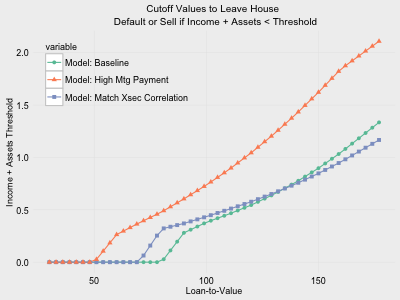 Cutoff Values to Leave House
Default or Sell if Income + Assets < Threshold
variable
Model: Baseline
Model: High Mtg Payment
Model: Match Xsec Correlation
Income + Assets Threshold
2.0
1.5
1.0
0.5
0.0
50
100
150
Loan-to-Value